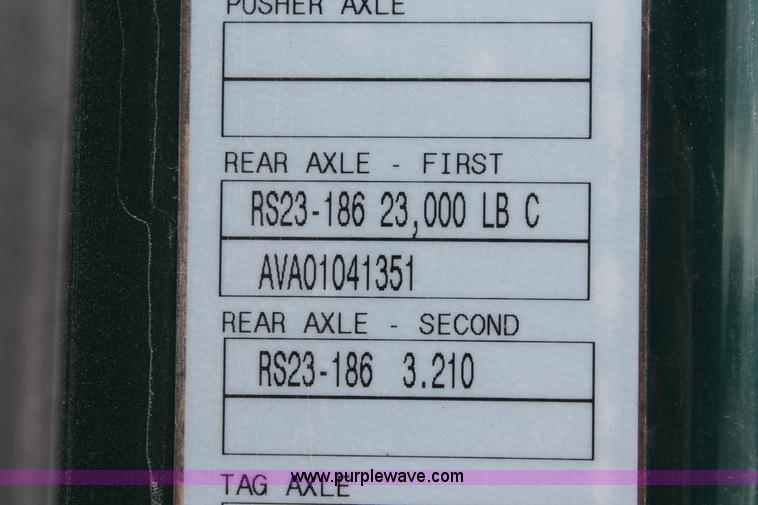 PUSHER AXLE
REAR AXLE - FIRST
RS23-186 23,000 LB C
AVA01041351
REAR AXLE - SECOND
RS23-186 3.210
www.purplewave.com
TAG AXLE